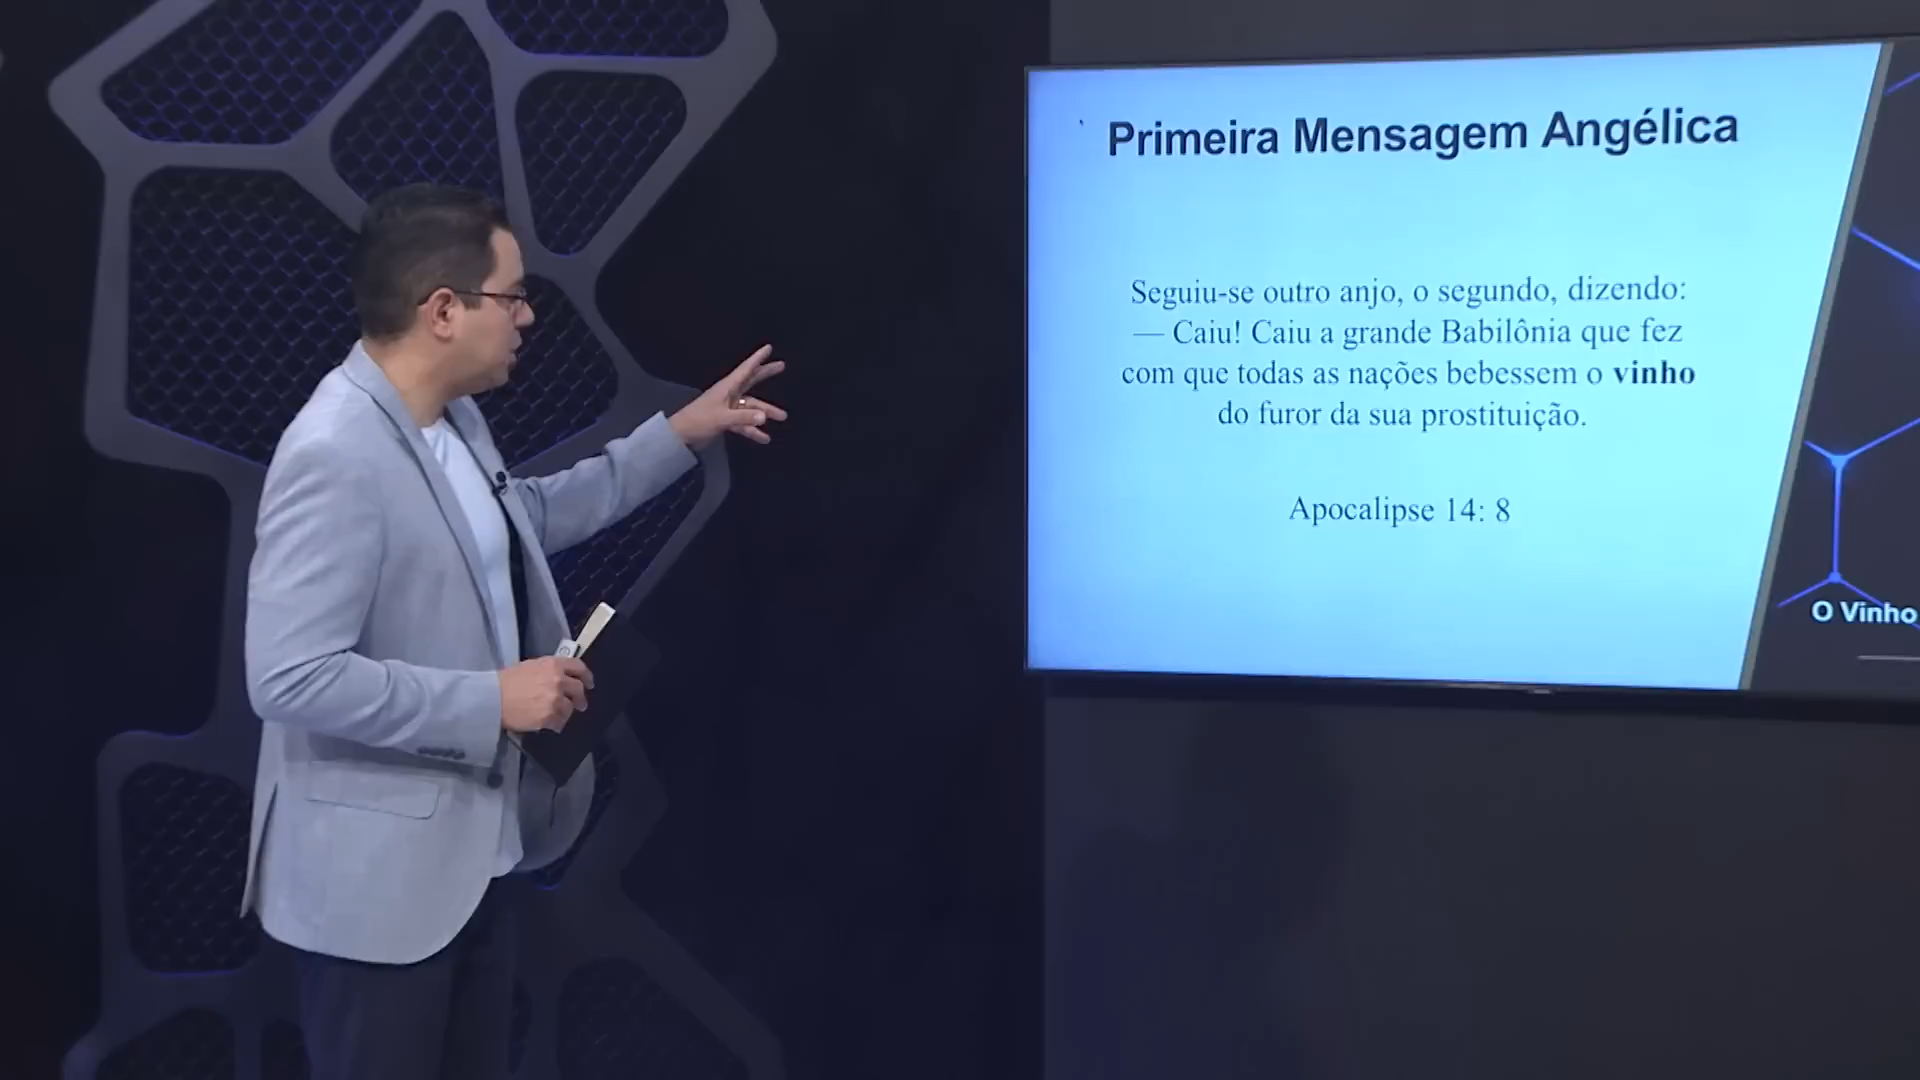 Primeira Mensagem Angélica
Seguiu-se outro anjo, o segundo, dizendo:
— Caiu! Caiu a grande Babilônia que fez
com que todas as nações bebessem o vinho
do furor da sua prostituição.
Apocalipse 14: 8
O Vinho